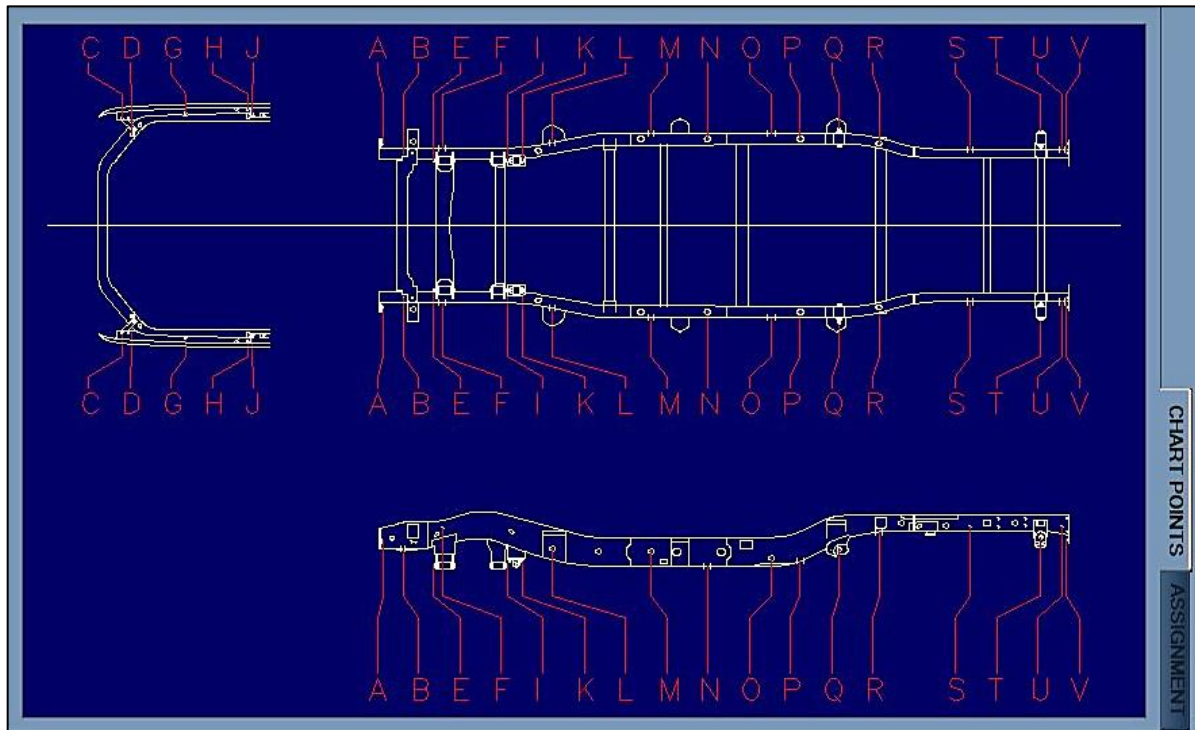 C D G H J A B E F I K L M N O P Q R S T U V
C D G H J A B E F I K L M N O P Q R S T U V
A B E F I K L M N O P Q R S T U V
CHART POINTS
ASSIGNMENT